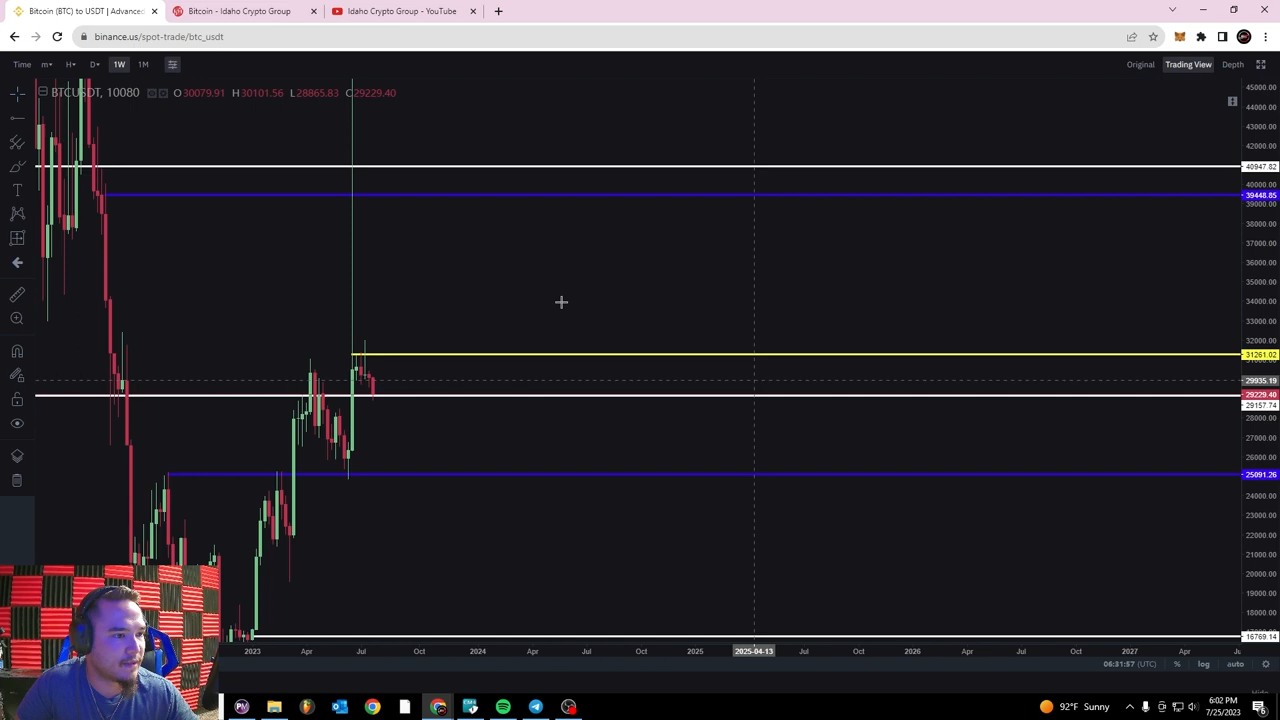 Bitcoin (BTC) to USDT | Advanced
Bitcoin - Idaho Crypto Group
Idaho Crypto Group - YouTube
binance.us/spot-trade/btc_usdt
Time m H D 1W 1M
Original Trading View Depth
BTCUSDT, 10080 O30079.91 H30101.56 L28865.83 C29229.40
45000.00
44000.00
43000.00
42000.00
40947.82
40000.00
39448.85
39000.00
38000.00
37000.00
36000.00
35000.00
34000.00
33000.00
32000.00
31261.02
29935.19
29229.40
29157.74
28000.00
27000.00
26000.00
25091.26
24000.00
23000.00
22000.00
21000.00
20000.00
19000.00
18000.00
16769.14
2023 Apr Jul Oct 2024 Apr Jul Oct 2025 2025-04-13 Jul Oct 2026 Apr Jul Oct 2027 Apr
06:31:57 (UTC) % log auto
PM
92°F Sunny
6:02 PM
7/25/2023
6